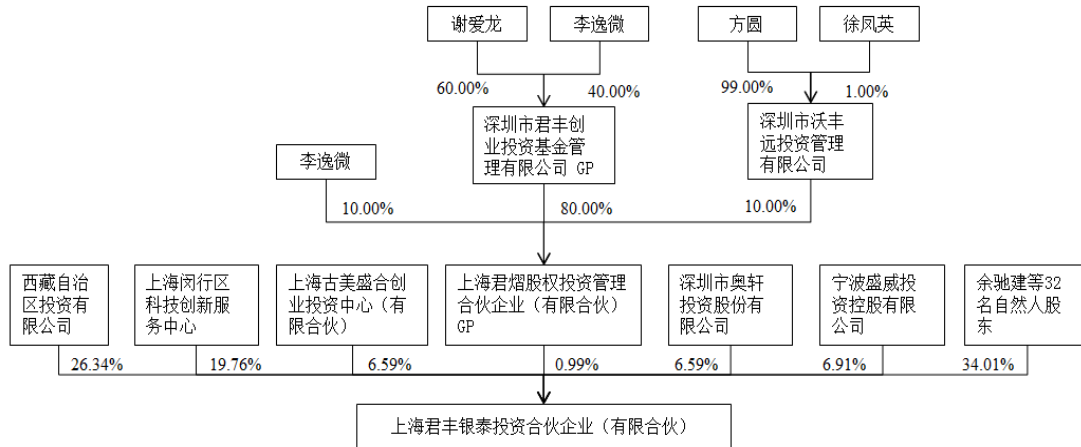 谢爱龙
李逸微
方圆
徐凤英
60.00%
40.00%
99.00%
1.00%
深圳市君丰创
业投资基金管
理有限公司 GP
深圳市沃丰
远投资管理
有限公司
李逸微
10.00%
80.00%
10.00%
西藏自治
区投资有
限公司
上海闵行区
科技创新服
务中心
上海古美盛合创
业投资中心（有
限合伙）
上海君熠股权投资管理
合伙企业（有限合伙）
GP
深圳市奥轩
投资股份有
限公司
宁波盛威投
资控股有限
公司
余驰建等32
名自然人股
东
26.34%
19.76%
6.59%
0.99%
6.59%
6.91%
34.01%
上海君丰银泰投资合伙企业（有限合伙）